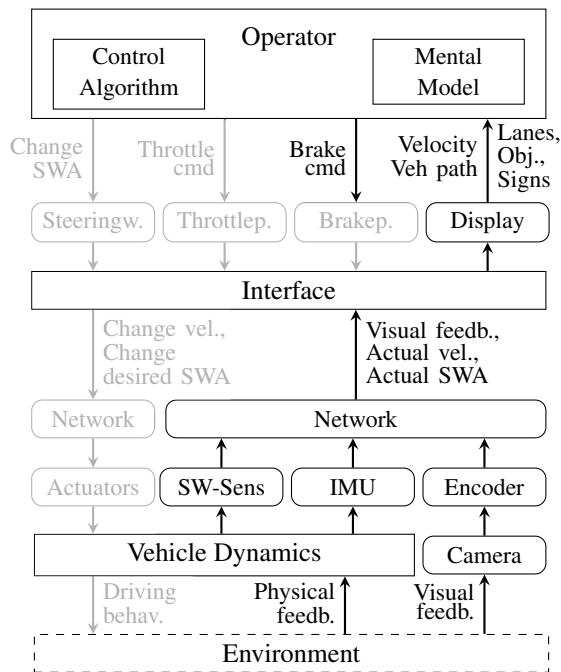 Operator
Control
Algorithm
Mental
Model
Change
SWA
Throttle
cmd
Brake
cmd
Velocity
Veh path
Lanes,
Obj.,
Signs
Steeringw.
Throttlep.
Brakep.
Display
Interface
Change vel.,
Change
desired SWA
Visual feedb.,
Actual vel.,
Actual SWA
Network
Network
Actuators
SW-Sens
IMU
Encoder
Vehicle Dynamics
Camera
Driving
behav.
Physical
feedb.
Visual
feedb.
Environment